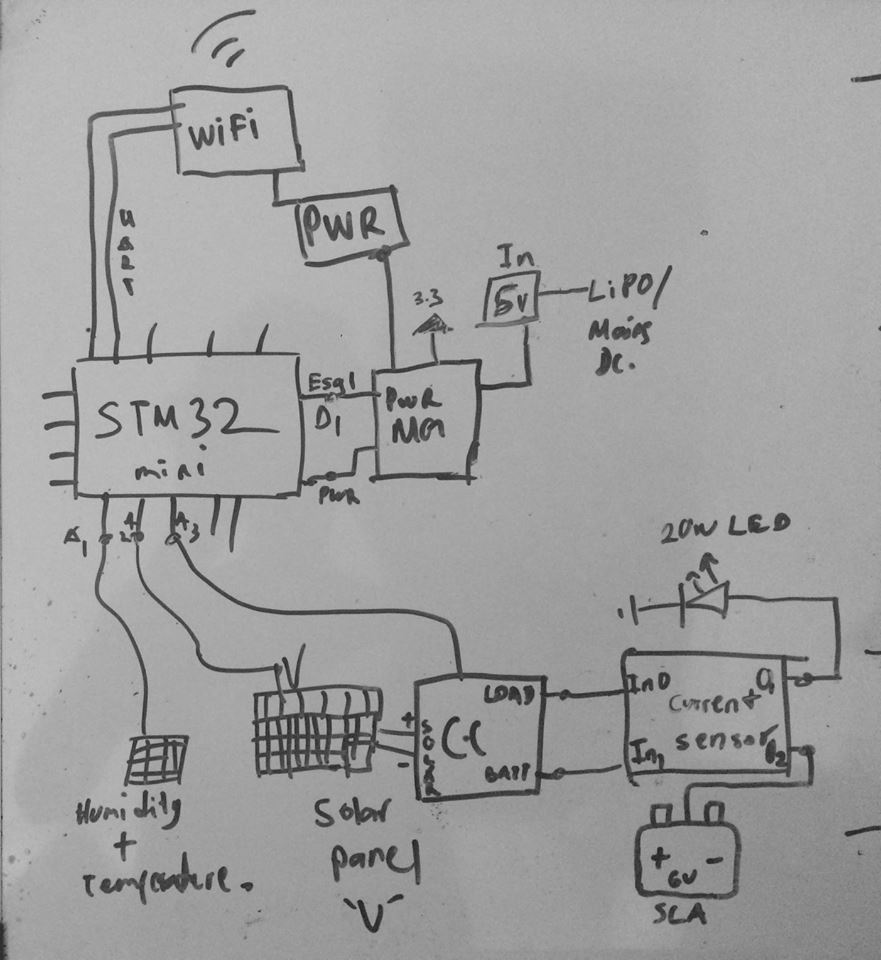 WiFi
UART
PWR
In
5v
LiPO/
Mains
DC.
3.3
STM32
mini
D1
PWR
MG
PWR
A1
A2
A3
20W LED
V
LOAD
+
SOLAR
-
CC
BATT
In0
O1
Current
sensor
In1
O2
Humidity
+
Temperature.
Solar
panel
"V"
+ -
6V
SLA